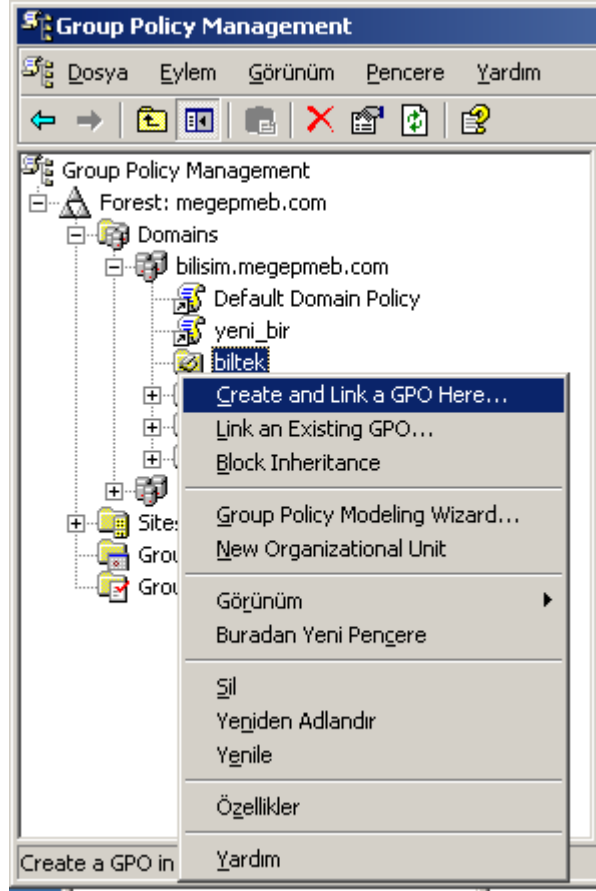 Group Policy Management
Dosya Eylem Görünüm Pencere Yardım
Group Policy Management
Forest: megepmeb.com
Domains
bilisim.megepmeb.com
Default Domain Policy
yeni_bir
biltek
Create and Link a GPO Here...
Link an Existing GPO...
Block Inheritance
Sites
Group Policy Modeling Wizard...
New Organizational Unit
Görünüm
Buradan Yeni Pencere
Sil
Yeniden Adlandır
Yenile
Özellikler
Yardım
Create a GPO in